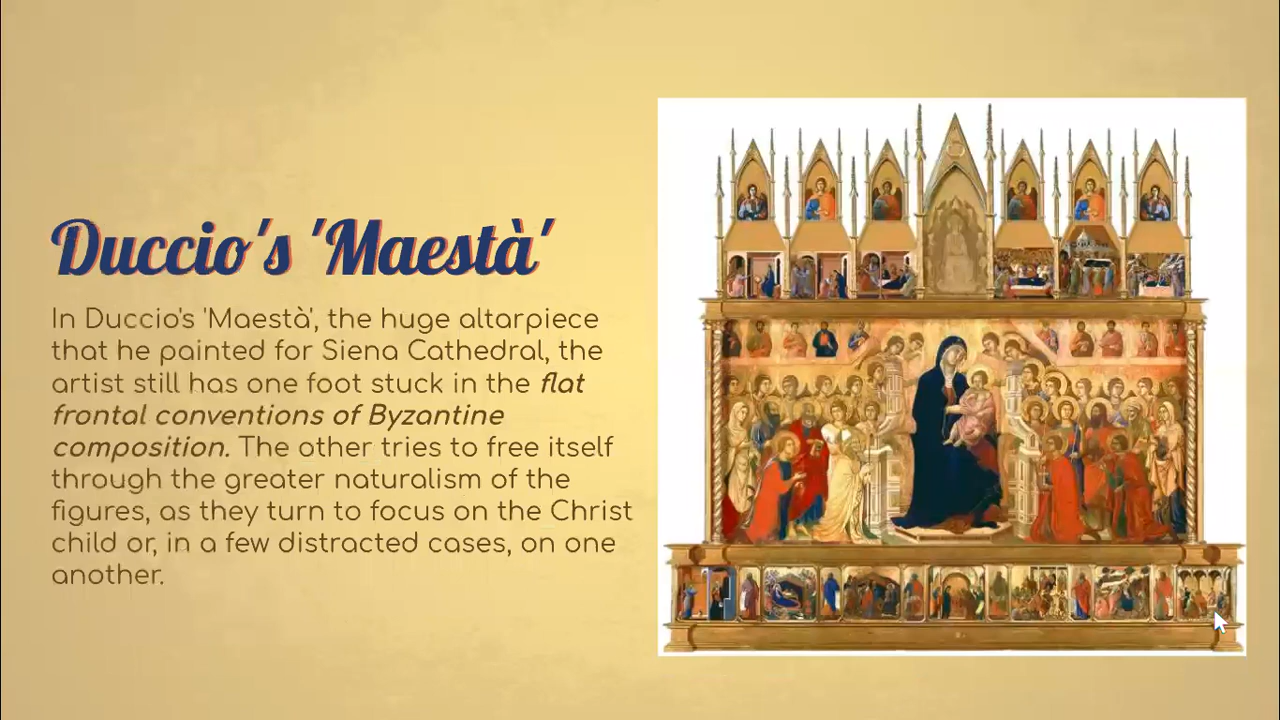 Duccio's 'Maestà'
In Duccio's 'Maestà', the huge altarpiece
that he painted for Siena Cathedral, the
artist still has one foot stuck in the flat
frontal conventions of Byzantine
composition. The other tries to free itself
through the greater naturalism of the
figures, as they turn to focus on the Christ
child or, in a few distracted cases, on one
another.